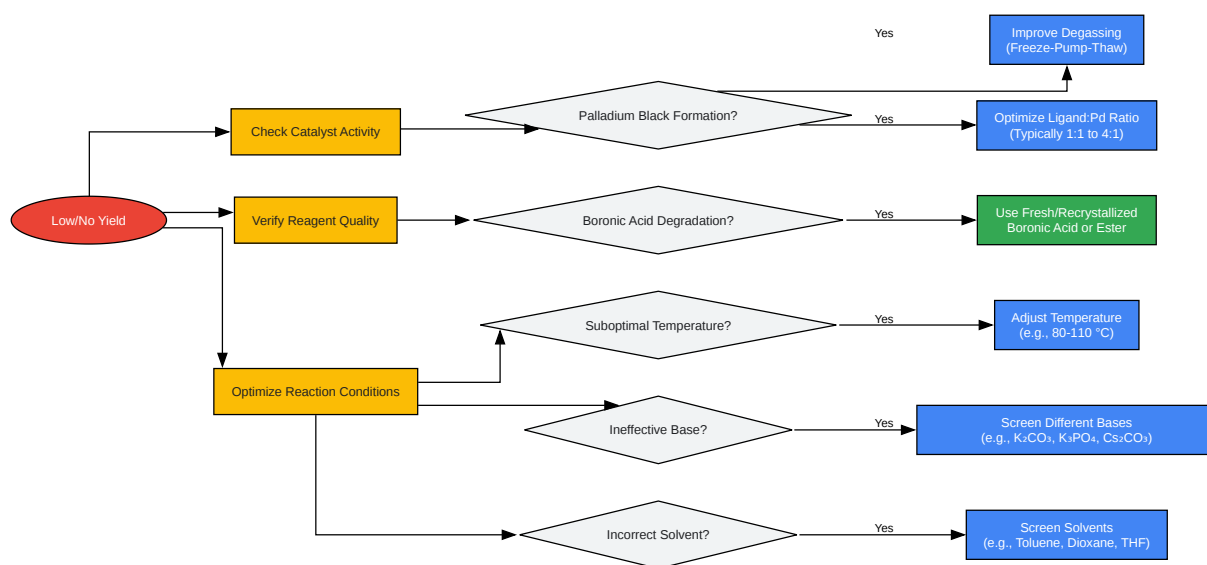 Yes
Improve Degassing
(Freeze-Pump-Thaw)
Check Catalyst Activity
Palladium Black Formation?
Yes
Optimize Ligand:Pd Ratio
(Typically 1:1 to 4:1)
Low/No Yield
Verify Reagent Quality
Boronic Acid Degradation?
Yes
Use Fresh/Recrystallized
Boronic Acid or Ester
Suboptimal Temperature?
Yes
Adjust Temperature
(e.g., 80-110 °C)
Optimize Reaction Conditions
Ineffective Base?
Yes
Screen Different Bases
(e.g., K₂CO₃, K₃PO₄, Cs₂CO₃)
Incorrect Solvent?
Yes
Screen Solvents
(e.g., Toluene, Dioxane, THF)